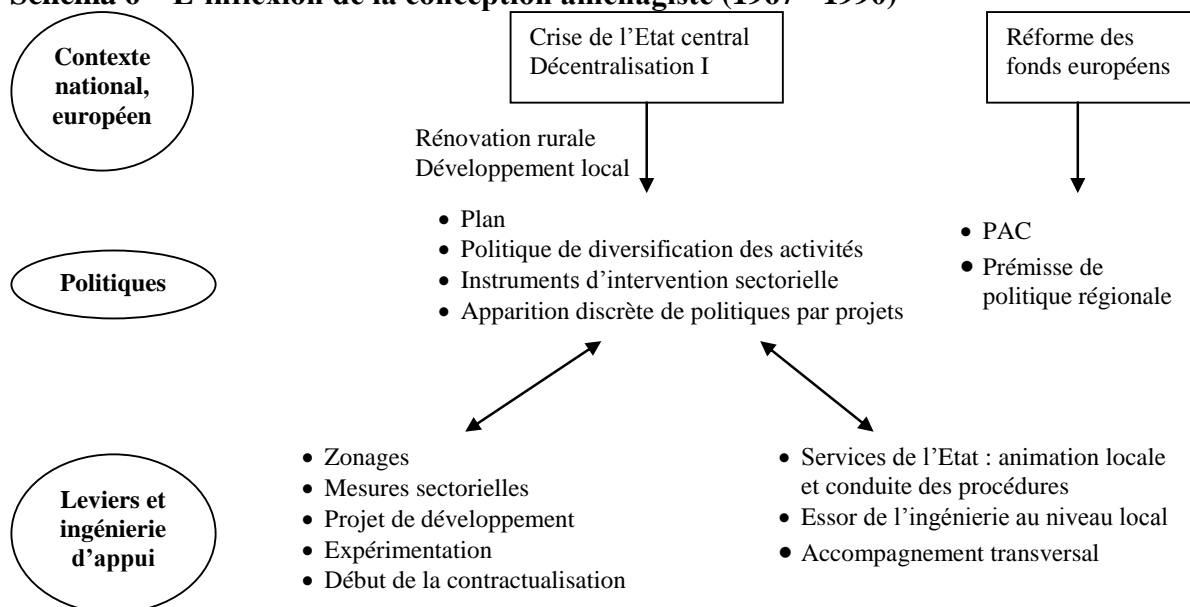 Contexte
national,
européen
Crise de l’Etat central
Décentralisation I
Réforme des
fonds européens
Rénovation rurale
Développement local
• Plan
• Politique de diversification des activités
• Instruments d’intervention sectorielle
• Apparition discrète de politiques par projets
• PAC
• Prémisse de
politique régionale
Politiques
Leviers et
ingénierie
d’appui
• Zonages
• Mesures sectorielles
• Projet de développement
• Expérimentation
• Début de la contractualisation
• Services de l’Etat : animation locale
et conduite des procédures
• Essor de l’ingénierie au niveau local
• Accompagnement transversal